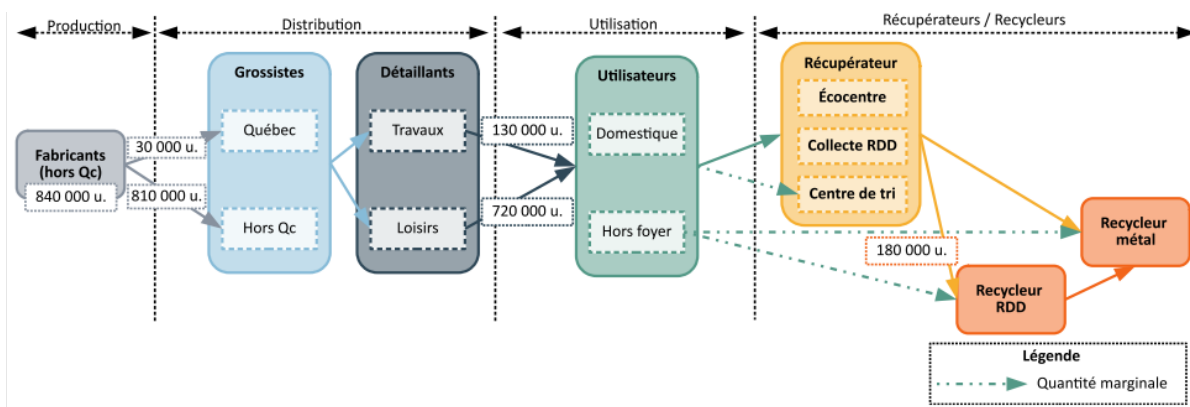 Production
Distribution
Utilisation
Récupérateurs / Recycleurs
Fabricants
(hors Qc)
840 000 u.
30 000 u.
810 000 u.
Grossistes
Québec
Hors Qc
Détaillants
Travaux
Loisirs
130 000 u.
720 000 u.
Utilisateurs
Domestique
Hors foyer
Récupérateur
Écocentre
Collecte RDD
Centre de tri
180 000 u.
Recycleur
métal
Recycleur
RDD
Légende
Quantité marginale